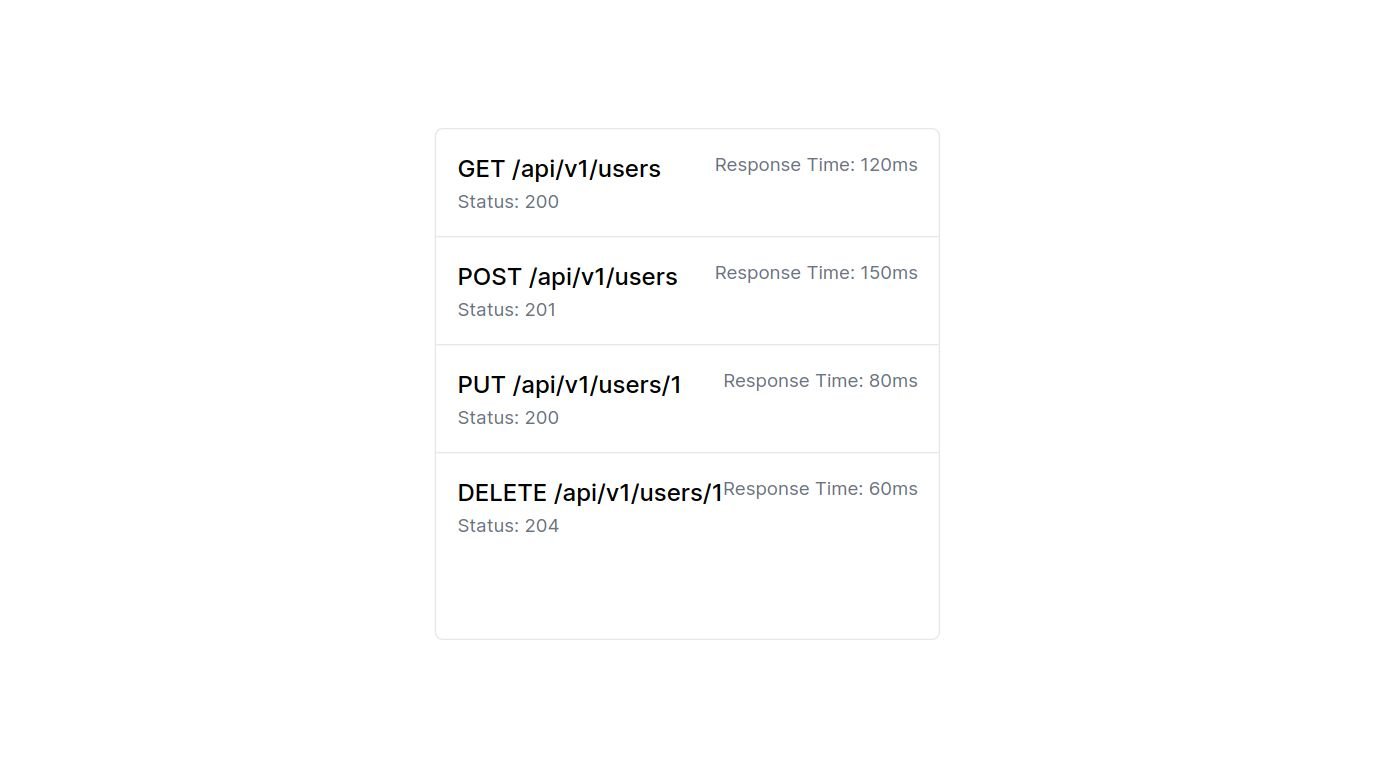 GET /api/v1/users
Response Time: 120ms
Status: 200
POST /api/v1/users
Response Time: 150ms
Status: 201
PUT /api/v1/users/1
Response Time: 80ms
Status: 200
DELETE /api/v1/users/1
Response Time: 60ms
Status: 204